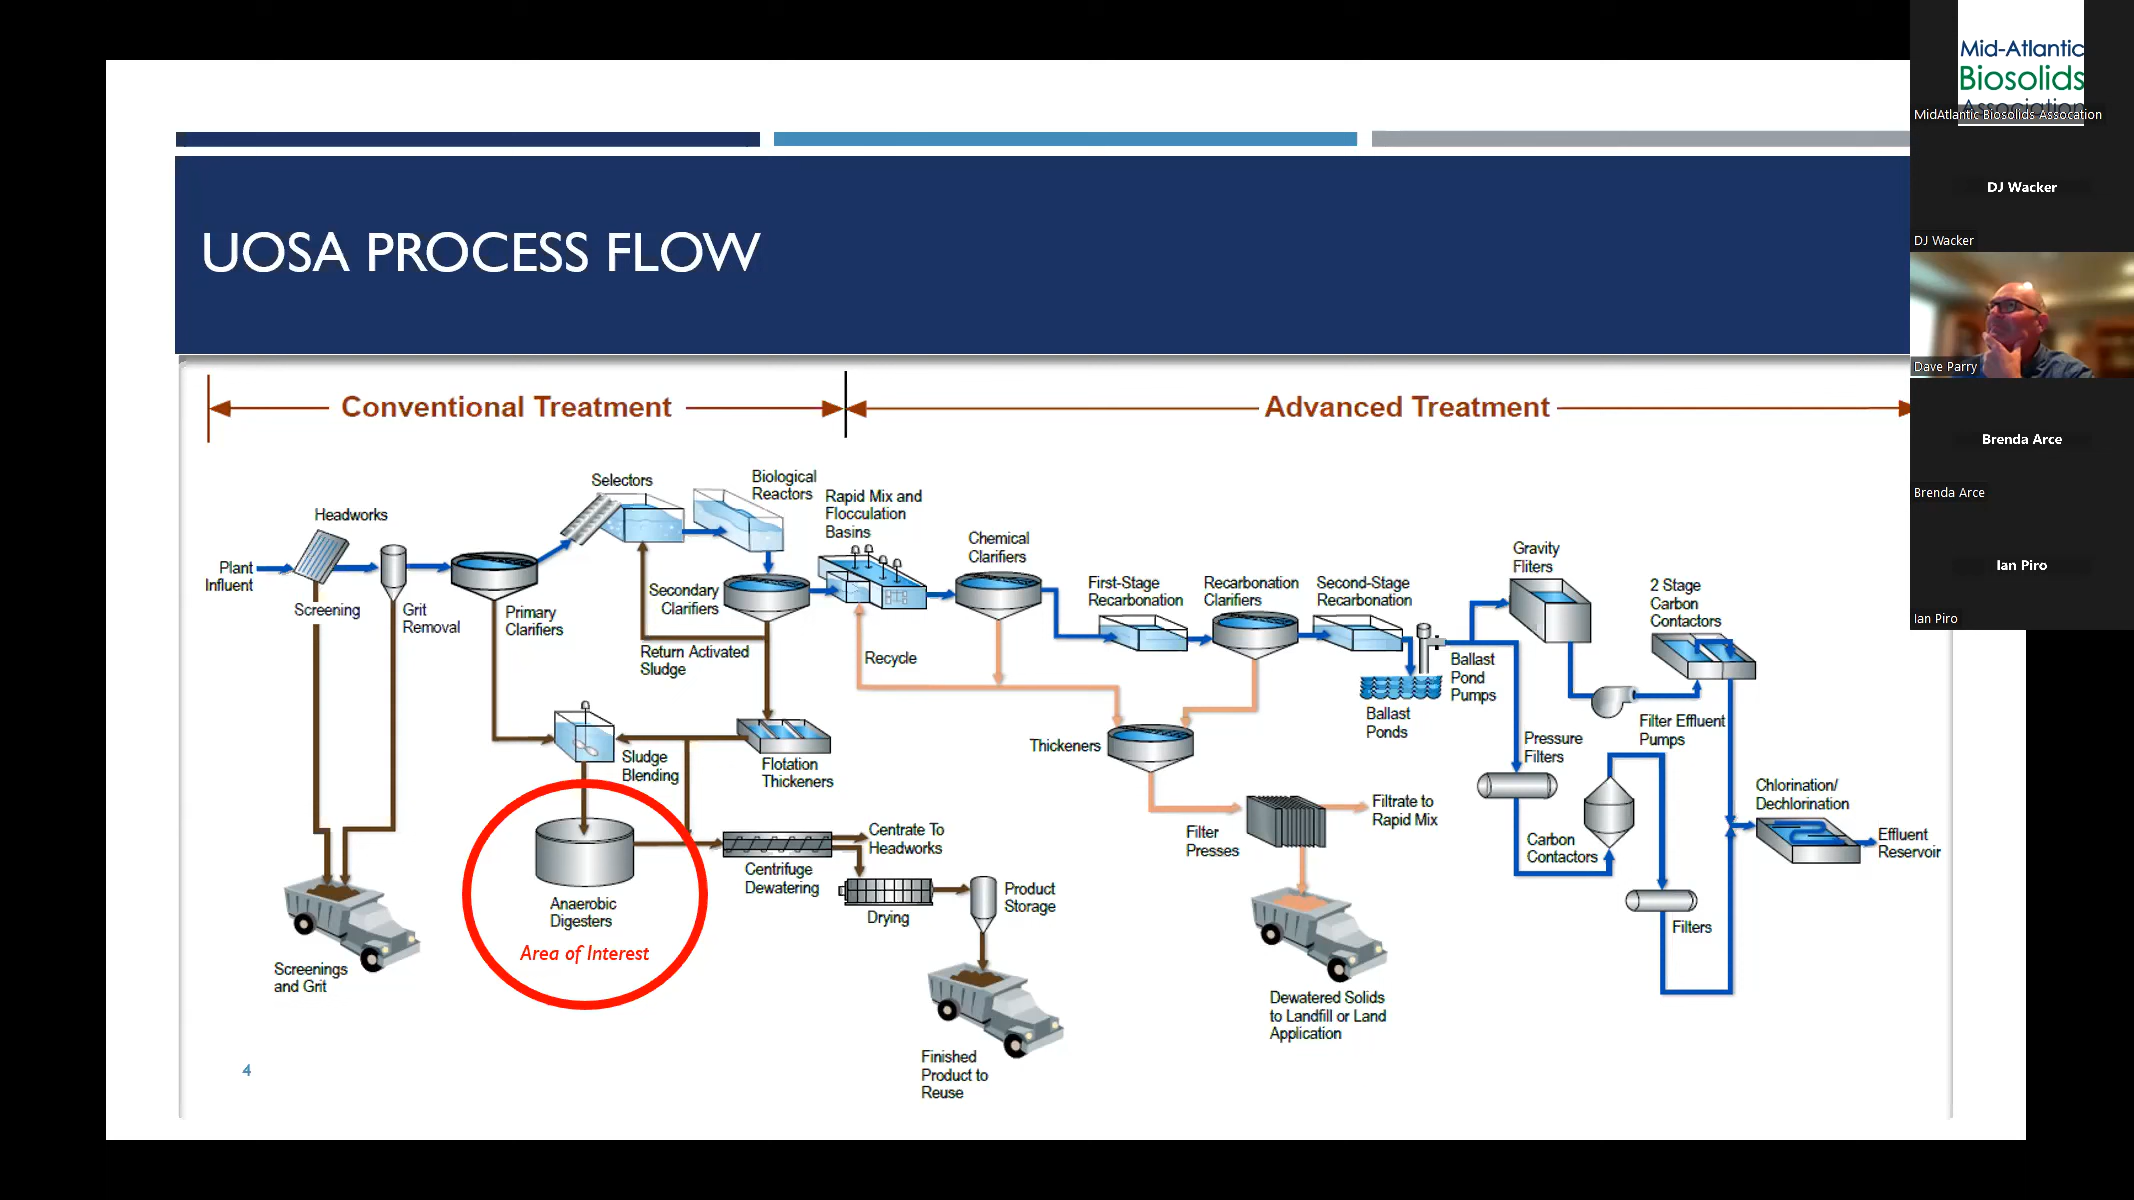 Mid-Atlantic
Biosolids
Association
MidAtlantic Biosolids Assocation
DJ Wacker
DJ Wacker
Dave Parry
Brenda Arce
Brenda Arce
Ian Piro
Ian Piro
UOSA PROCESS FLOW
Conventional Treatment
Advanced Treatment
Plant
Influent
Headworks
Screening
Grit
Removal
Primary
Clarifiers
Selectors
Biological
Reactors
Secondary
Clarifiers
Return Activated
Sludge
Rapid Mix and
Flocculation
Basins
Recycle
Chemical
Clarifiers
First-Stage
Recarbonation
Recarbonation
Clarifiers
Second-Stage
Recarbonation
Ballast
Ponds
Ballast
Pond
Pumps
Gravity
Fliters
2 Stage
Carbon
Contactors
Filter Effluent
Pumps
Pressure
Filters
Carbon
Contactors
Filters
Chlorination/
Dechlorination
Effluent
Reservoir
Sludge
Blending
Flotation
Thickeners
Thickeners
Anaerobic
Digesters
Area of Interest
Centrifuge
Dewatering
Centrate To
Headworks
Drying
Product
Storage
Filter
Presses
Filtrate to
Rapid Mix
Screenings
and Grit
Finished
Product to
Reuse
Dewatered Solids
to Landfill or Land
Application
4